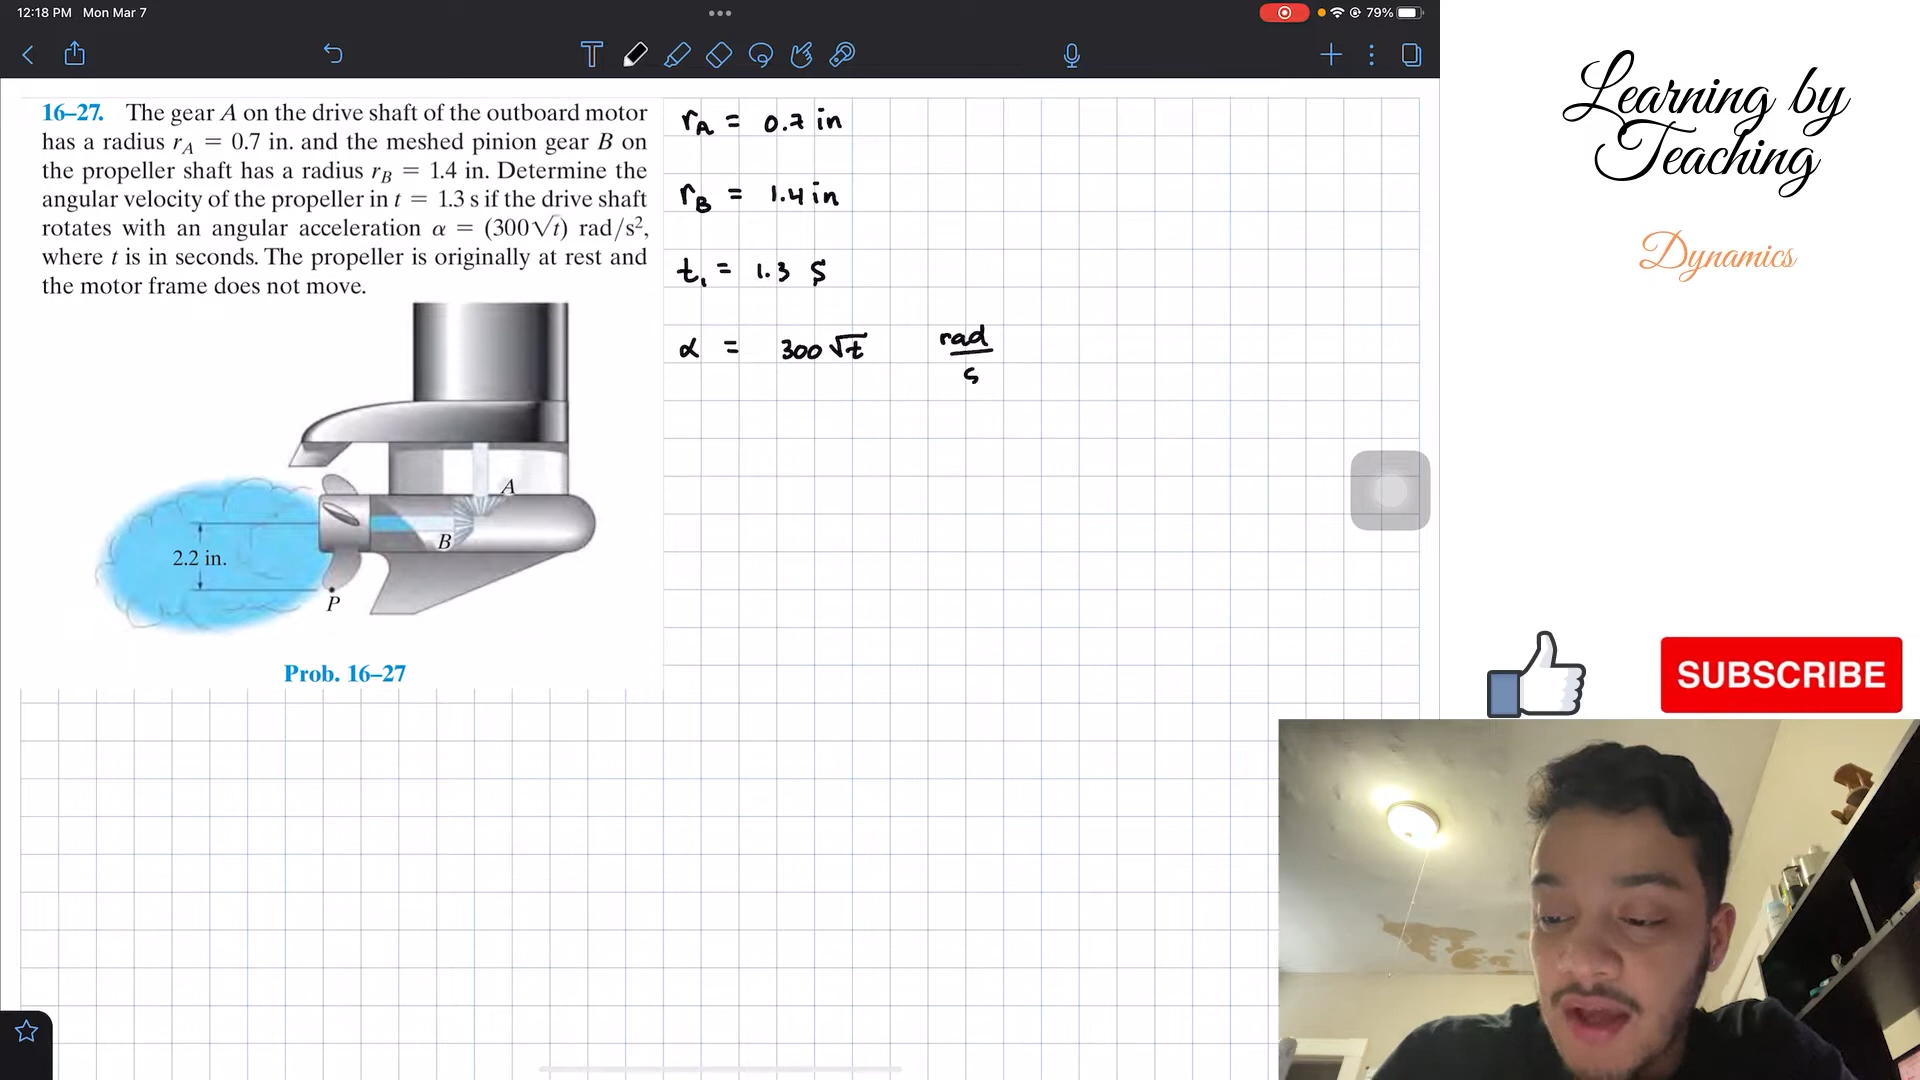 12:18 PM Mon Mar 7
79%
16–27. The gear A on the drive shaft of the outboard motor
has a radius r_A = 0.7 in. and the meshed pinion gear B on
the propeller shaft has a radius r_B = 1.4 in. Determine the
angular velocity of the propeller in t = 1.3 s if the drive shaft
rotates with an angular acceleration α = (300√t) rad/s²,
where t is in seconds. The propeller is originally at rest and
the motor frame does not move.
A
B
2.2 in.
P
Prob. 16–27
r_A = 0.7 in
r_B = 1.4 in
t_1 = 1.3 s
α = 300 √t rad/s
Learning by
Teaching
Dynamics
SUBSCRIBE